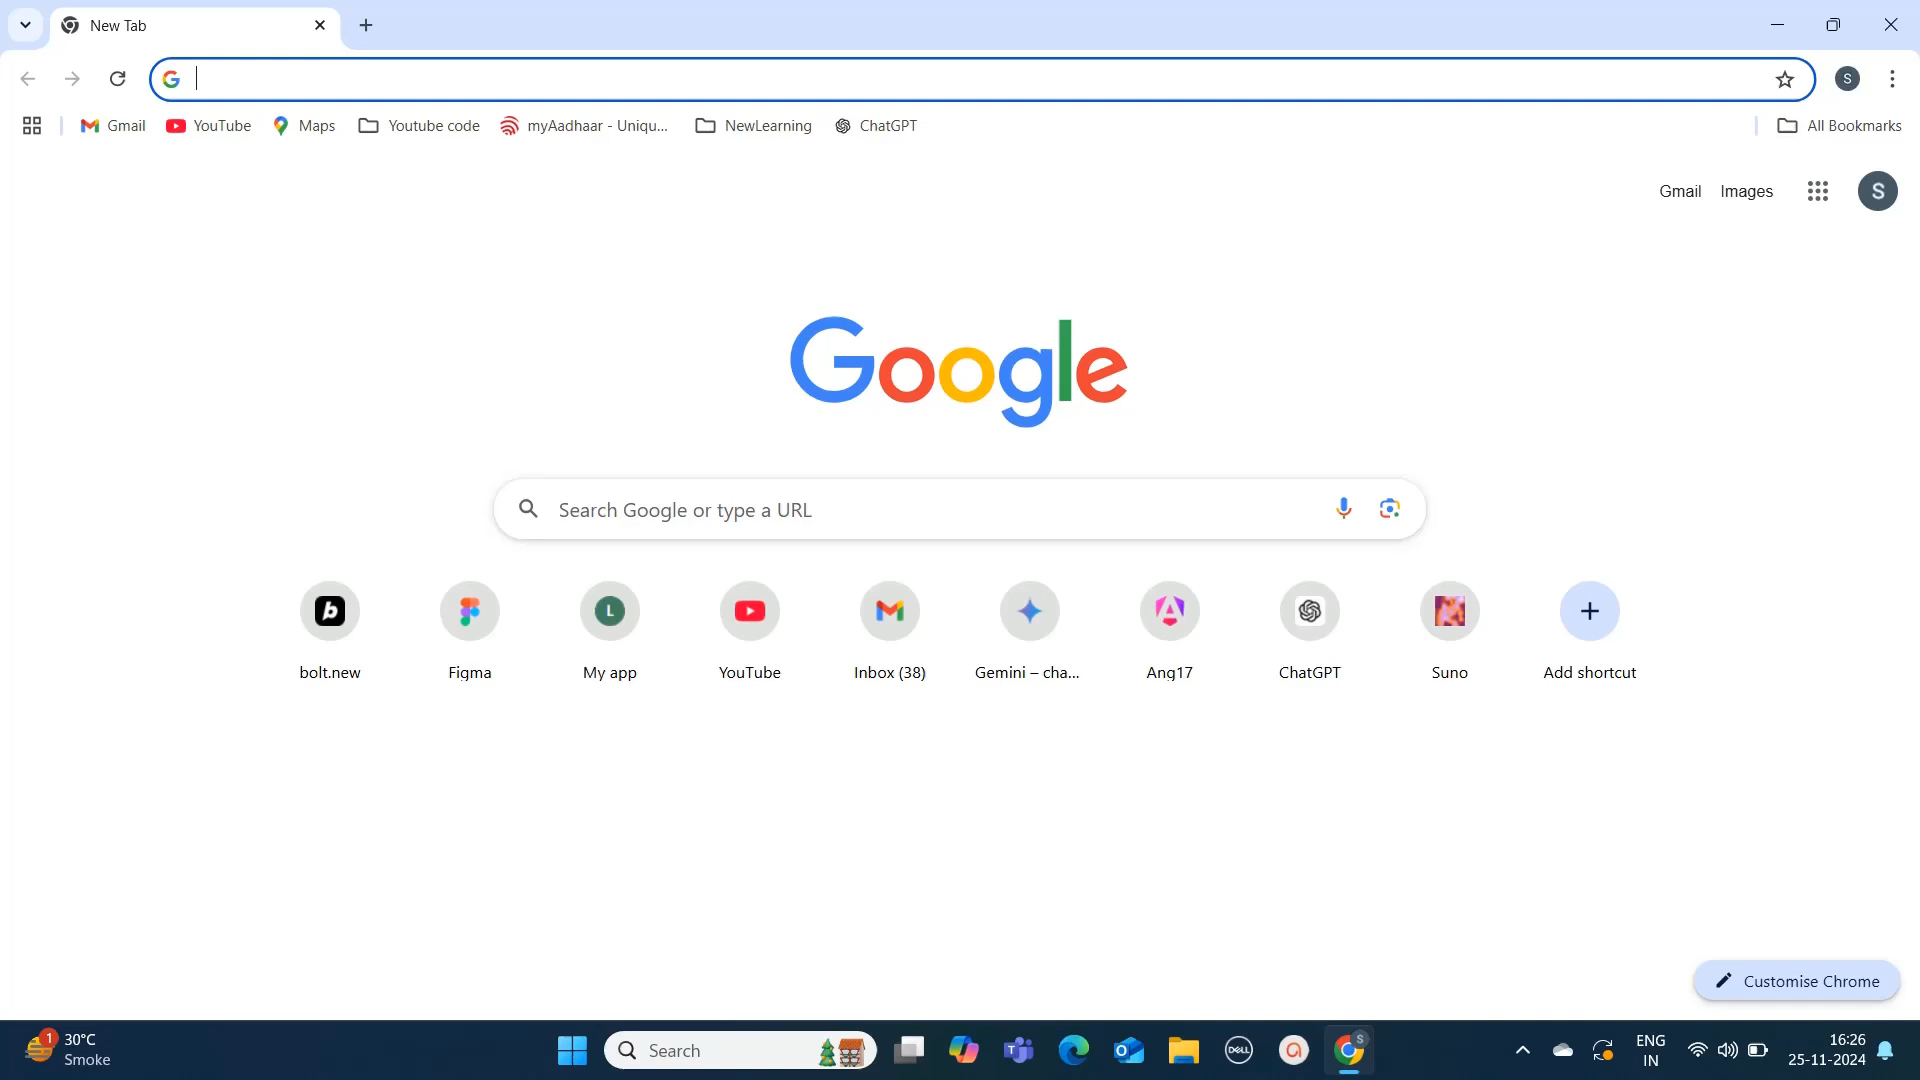 New Tab
Gmail YouTube Maps Youtube code myAadhaar - Uniqu... NewLearning ChatGPT All Bookmarks
Gmail Images S
Google
Search Google or type a URL
bolt.new Figma My app YouTube Inbox (38) Gemini – cha... Ang17 ChatGPT Suno Add shortcut
Customise Chrome
1 30°C
Smoke
Search
DELL
ENG
IN
16:26
25-11-2024